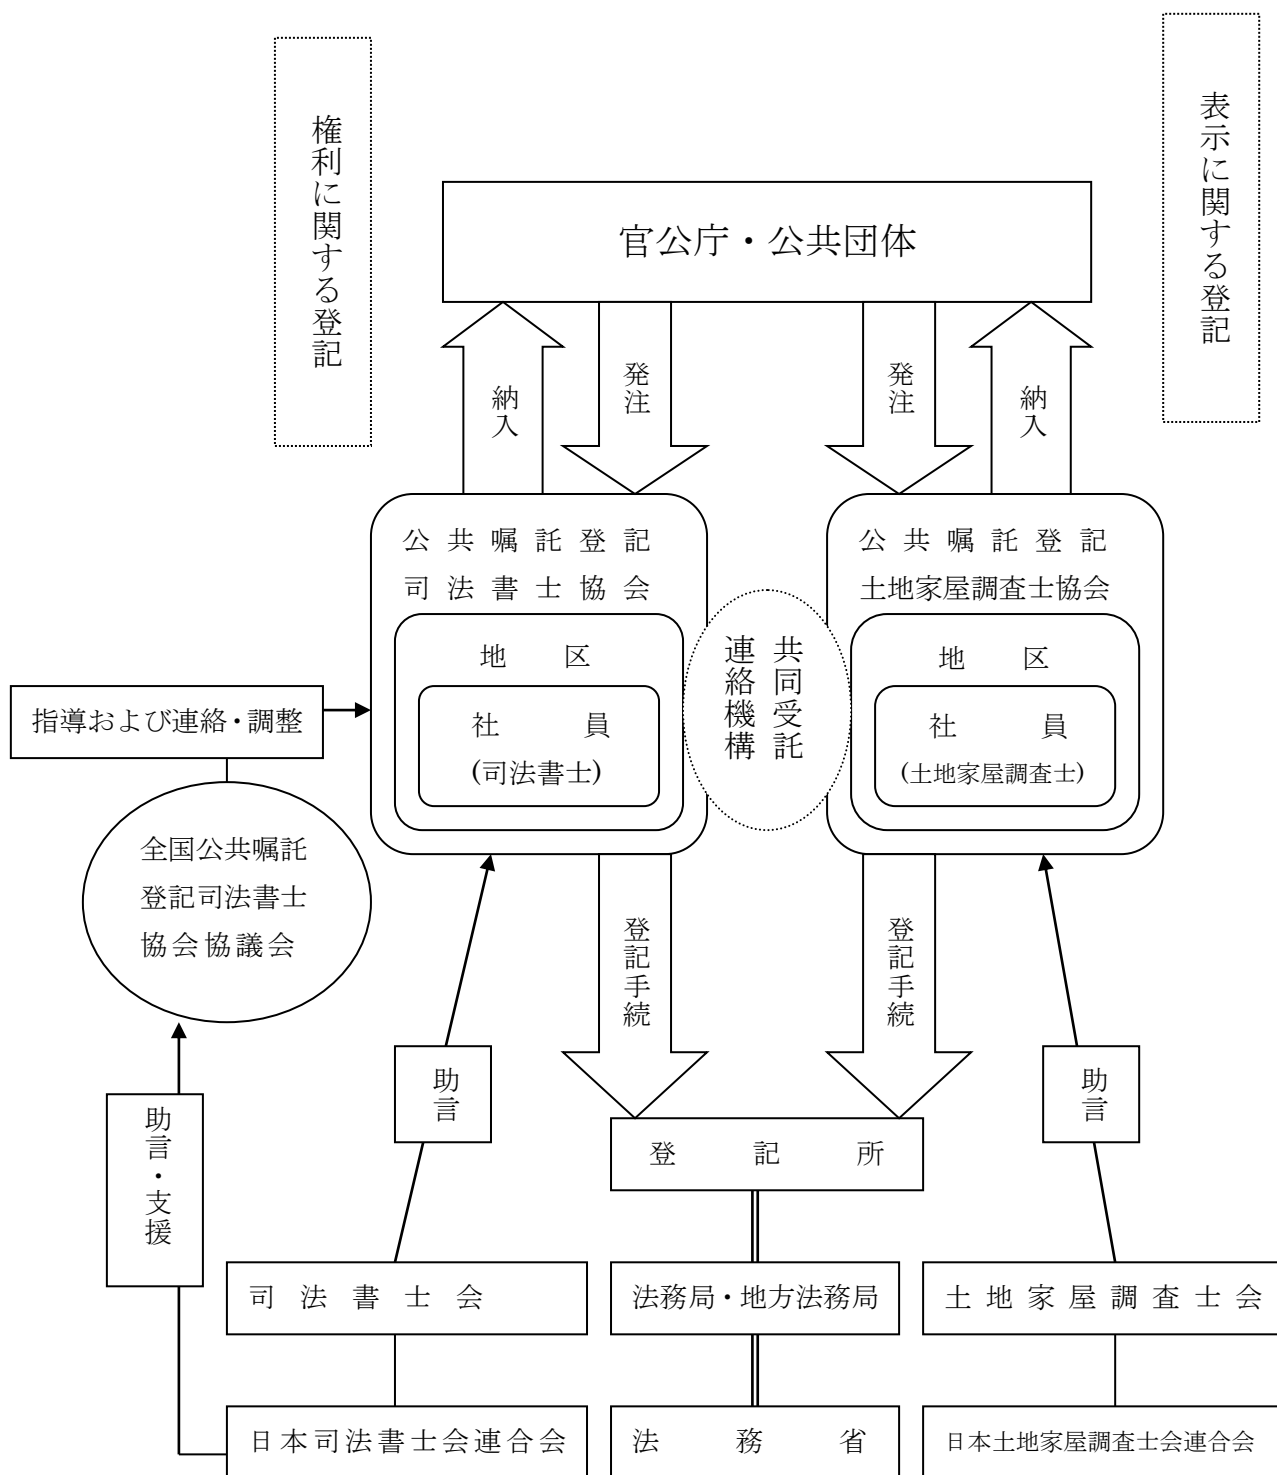 権利に関する登記
表示に関する登記
官公庁・公共団体
納入
発注
発注
納入
公共嘱託登記
司法書士協会
地区
社員
(司法書士)
共同受託
連絡機構
公共嘱託登記
土地家屋調査士協会
地区
社員
(土地家屋調査士)
指導および連絡・調整
全国公共嘱託
登記司法書士
協会協議会
登記手続
登記手続
助言
助言
助言・支援
登記所
司法書士会
法務局・地方法務局
土地家屋調査士会
日本司法書士会連合会
法務省
日本土地家屋調査士会連合会